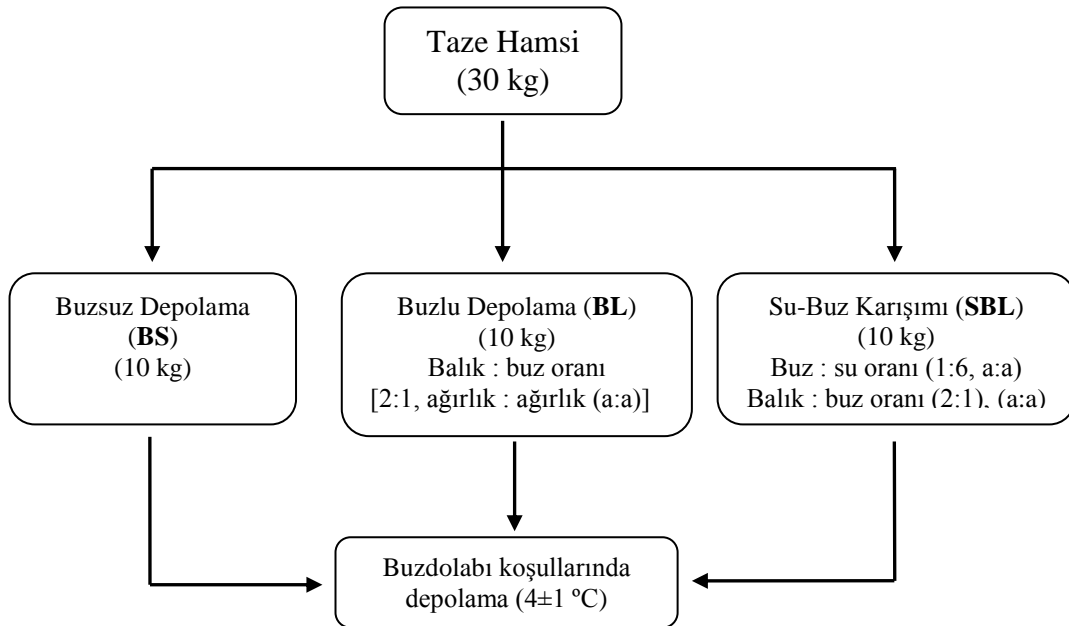 Taze Hamsi
(30 kg)
Buzsuz Depolama
(BS)
(10 kg)
Buzlu Depolama (BL)
(10 kg)
Balık : buz oranı
[2:1, ağırlık : ağırlık (a:a)]
Su-Buz Karışımı (SBL)
(10 kg)
Buz : su oranı (1:6, a:a)
Balık : buz oranı (2:1), (a:a)
Buzdolabı koşullarında
depolama (4±1 ºC)